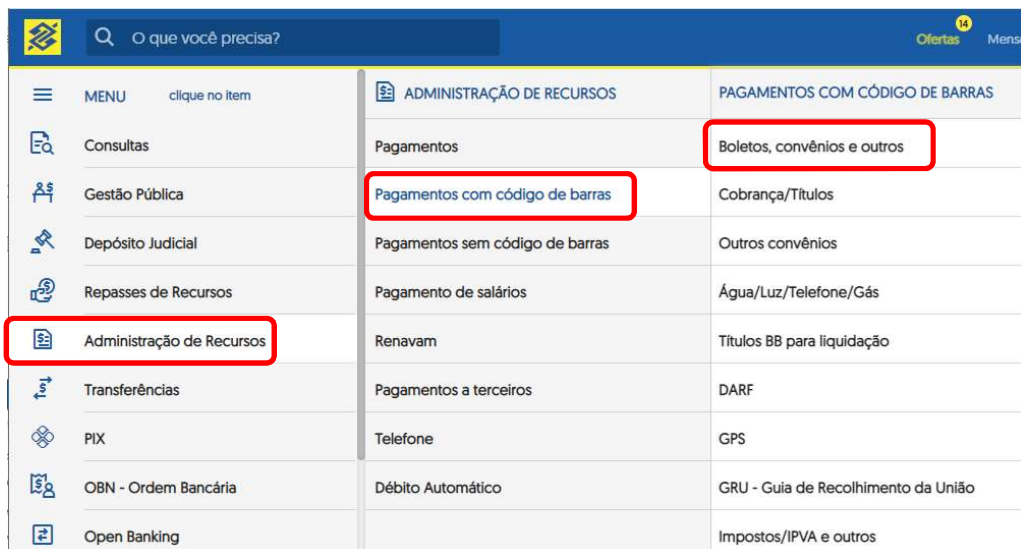 O que você precisa?
14
Ofertas
Mens
MENU clique no item
Consultas
Gestão Pública
Depósito Judicial
Repasses de Recursos
Administração de Recursos
Transferências
PIX
OBN - Ordem Bancária
Open Banking
ADMINISTRAÇÃO DE RECURSOS
Pagamentos
Pagamentos com código de barras
Pagamentos sem código de barras
Pagamento de salários
Renavam
Pagamentos a terceiros
Telefone
Débito Automático
PAGAMENTOS COM CÓDIGO DE BARRAS
Boletos, convênios e outros
Cobrança/Títulos
Outros convênios
Água/Luz/Telefone/Gás
Títulos BB para liquidação
DARF
GPS
GRU - Guia de Recolhimento da União
Impostos/IPVA e outros